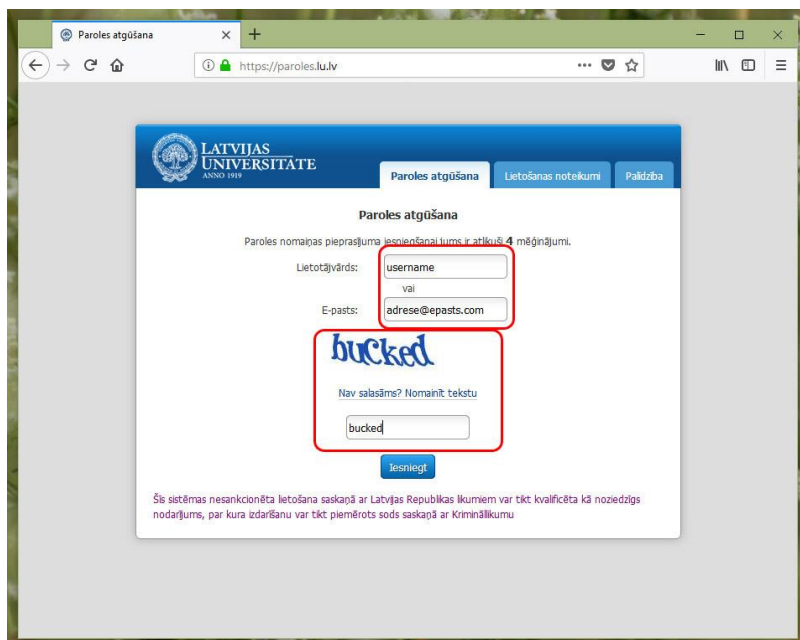 Paroles atgūšana
https://paroles.lu.lv
LATVIJAS
UNIVERSITĀTE
ANNO 1919
Paroles atgūšana
Lietošanas noteikumi
Palīdzība
Paroles atgūšana
Paroles nomaiņas pieprasījuma iesniegšanai Jums ir atlikuši 4 mēģinājumi.
Lietotājvārds:
username
vai
E-pasts:
adrese@epasts.com
bucked
Nav salasāms? Nomainīt tekstu
bucked
Iesniegt
Šīs sistēmas nesankcionēta lietošana saskaņā ar Latvijas Republikas likumiem var tikt kvalificēta kā noziedzīgs
nodarījums, par kura izdarīšanu var tikt piemērots sods saskaņā ar Krimināllikumu